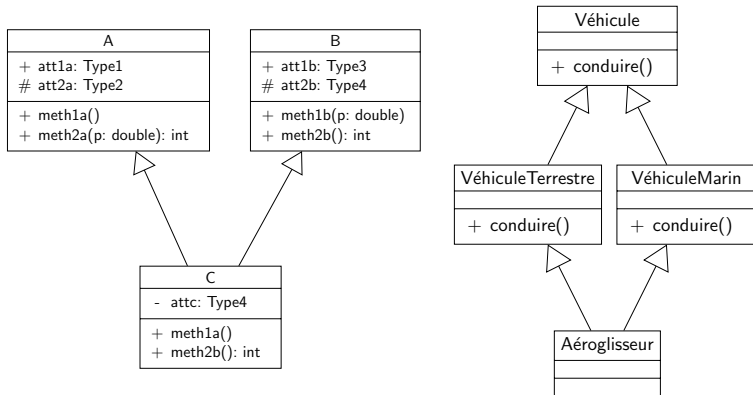 A
+ att1a: Type1
# att2a: Type2
+ meth1a()
+ meth2a(p: double): int
B
+ att1b: Type3
# att2b: Type4
+ meth1b(p: double)
+ meth2b(): int
C
- attc: Type4
+ meth1a()
+ meth2b(): int
Véhicule
+ conduire()
VéhiculeTerrestre
+ conduire()
VéhiculeMarin
+ conduire()
Aéroglisseur